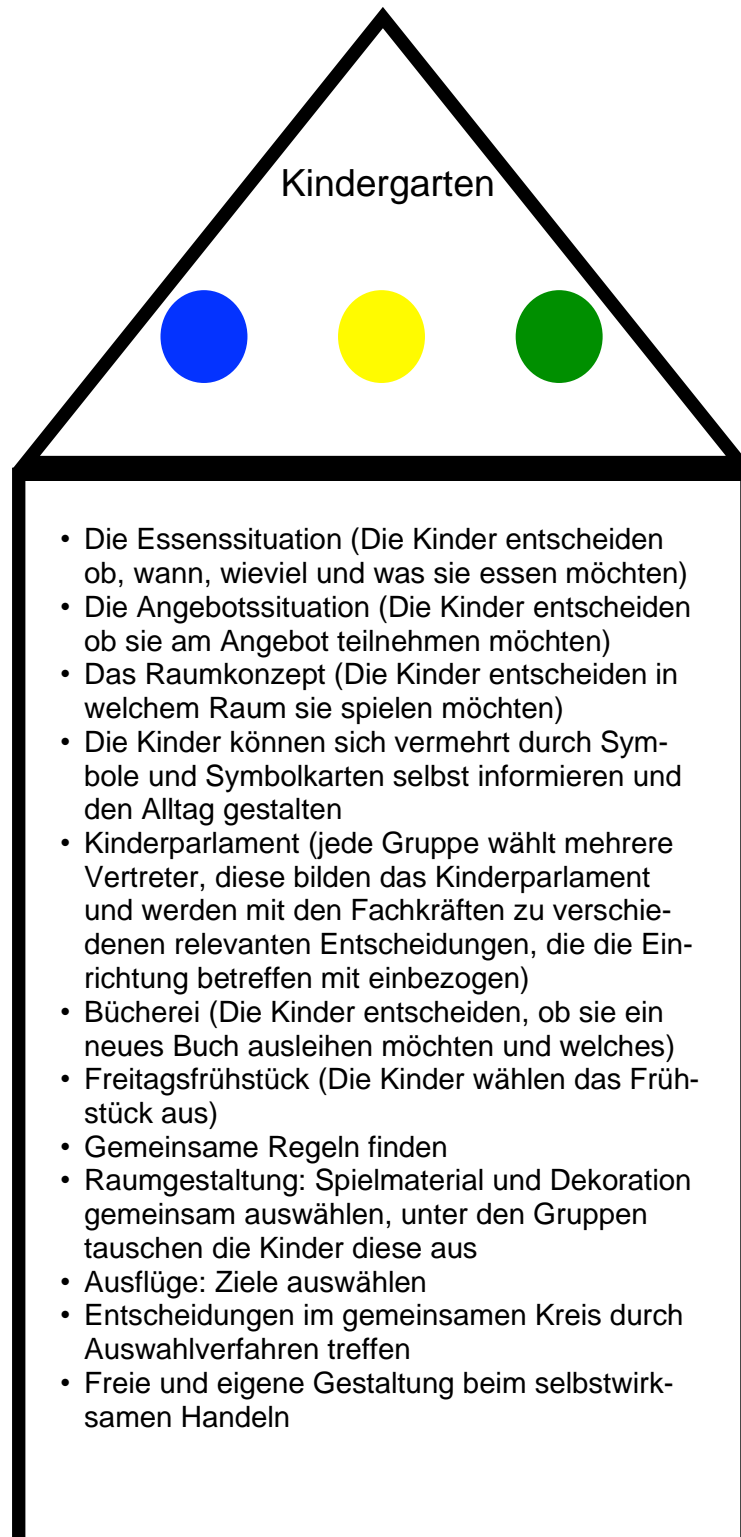 Kindergarten
• Die Essenssituation (Die Kinder entscheiden
ob, wann, wieviel und was sie essen möchten)
• Die Angebotssituation (Die Kinder entscheiden
ob sie am Angebot teilnehmen möchten)
• Das Raumkonzept (Die Kinder entscheiden in
welchem Raum sie spielen möchten)
• Die Kinder können sich vermehrt durch Sym-
bole und Symbolkarten selbst informieren und
den Alltag gestalten
• Kinderparlament (jede Gruppe wählt mehrere
Vertreter, diese bilden das Kinderparlament
und werden mit den Fachkräften zu verschie-
denen relevanten Entscheidungen, die die Ein-
richtung betreffen mit einbezogen)
• Bücherei (Die Kinder entscheiden, ob sie ein
neues Buch ausleihen möchten und welches)
• Freitagsfrühstück (Die Kinder wählen das Früh-
stück aus)
• Gemeinsame Regeln finden
• Raumgestaltung: Spielmaterial und Dekoration
gemeinsam auswählen, unter den Gruppen
tauschen die Kinder diese aus
• Ausflüge: Ziele auswählen
• Entscheidungen im gemeinsamen Kreis durch
Auswahlverfahren treffen
• Freie und eigene Gestaltung beim selbstwirk-
samen Handeln